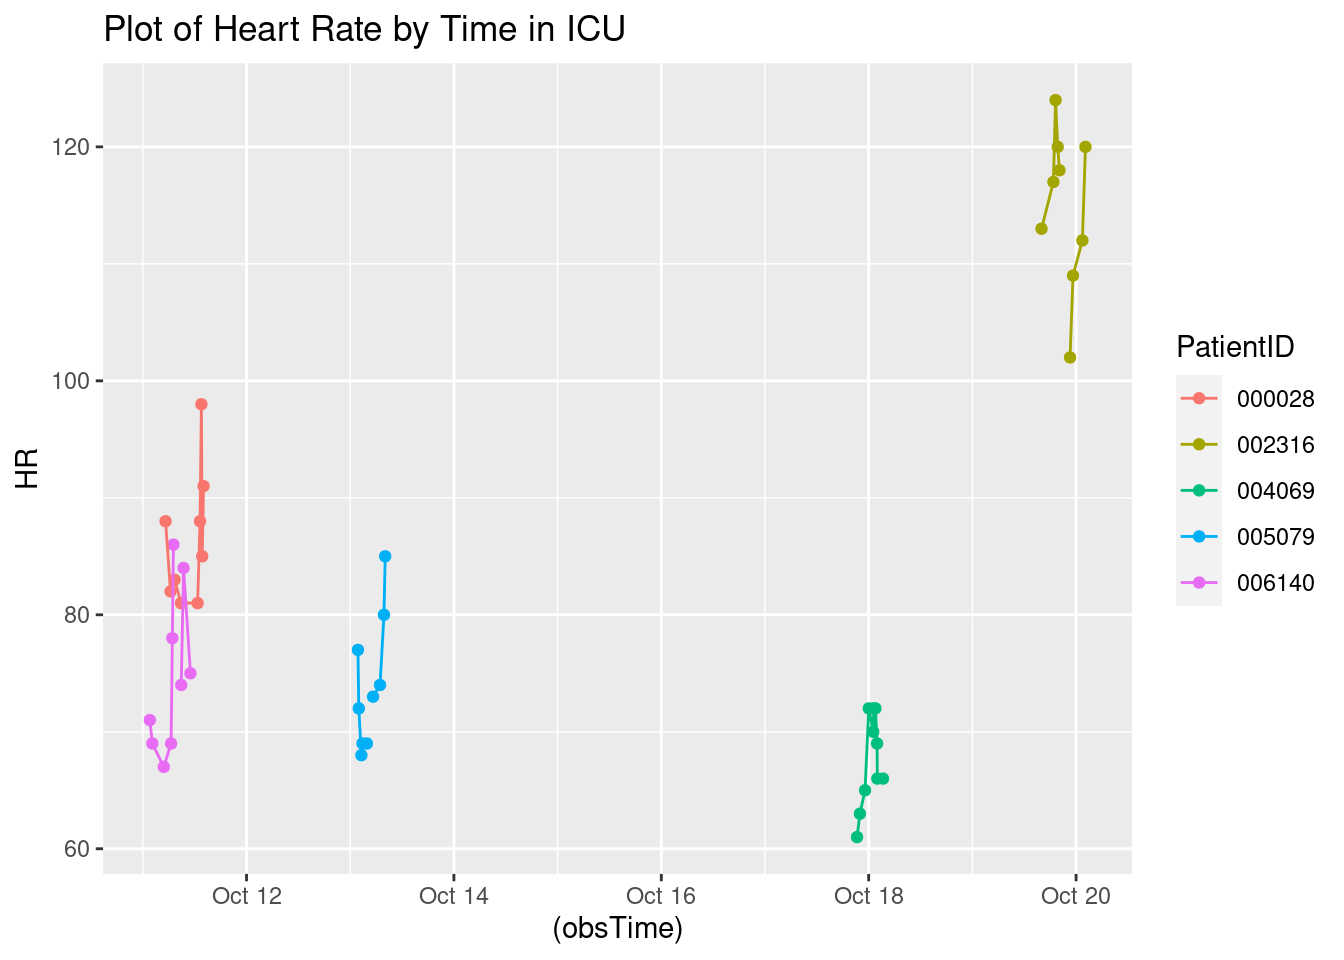 Plot of Heart Rate by Time in ICU
120
100
80
60
HR
Oct 12 Oct 14 Oct 16 Oct 18 Oct 20
(obsTime)
PatientID
000028
002316
004069
005079
006140